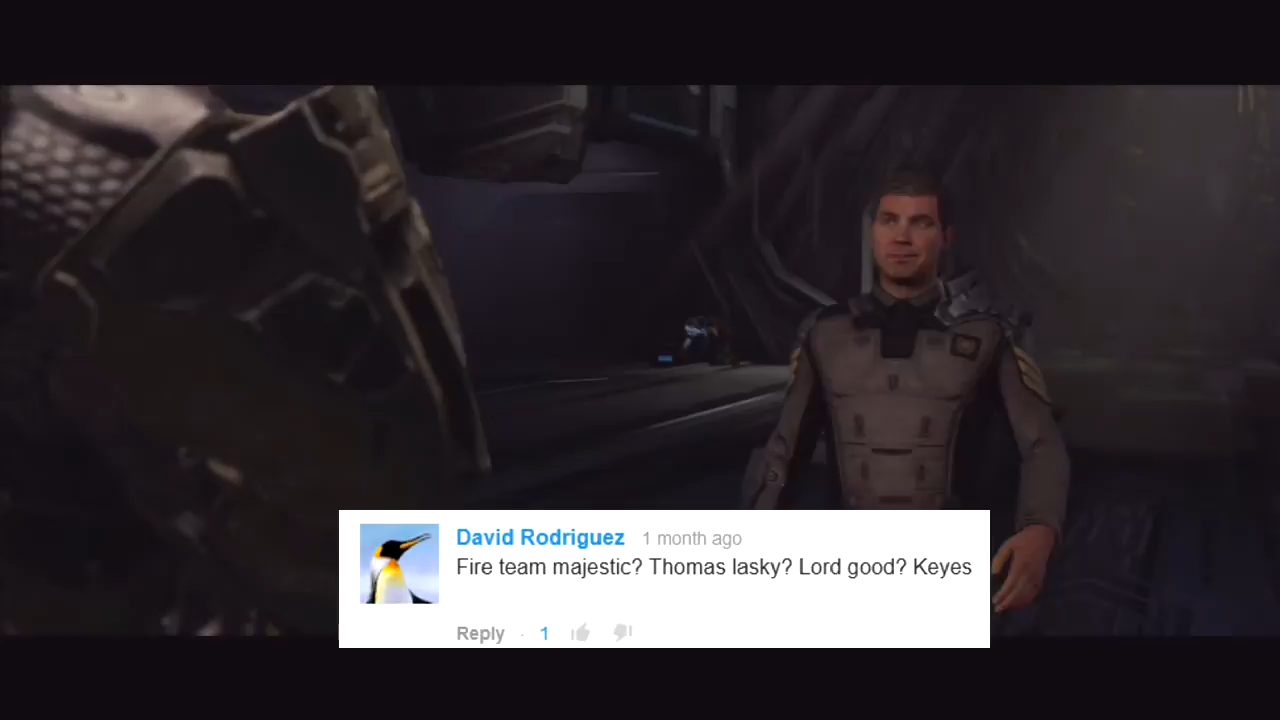 David Rodriguez 1 month ago
Fire team majestic? Thomas lasky? Lord good? Keyes
Reply · 1